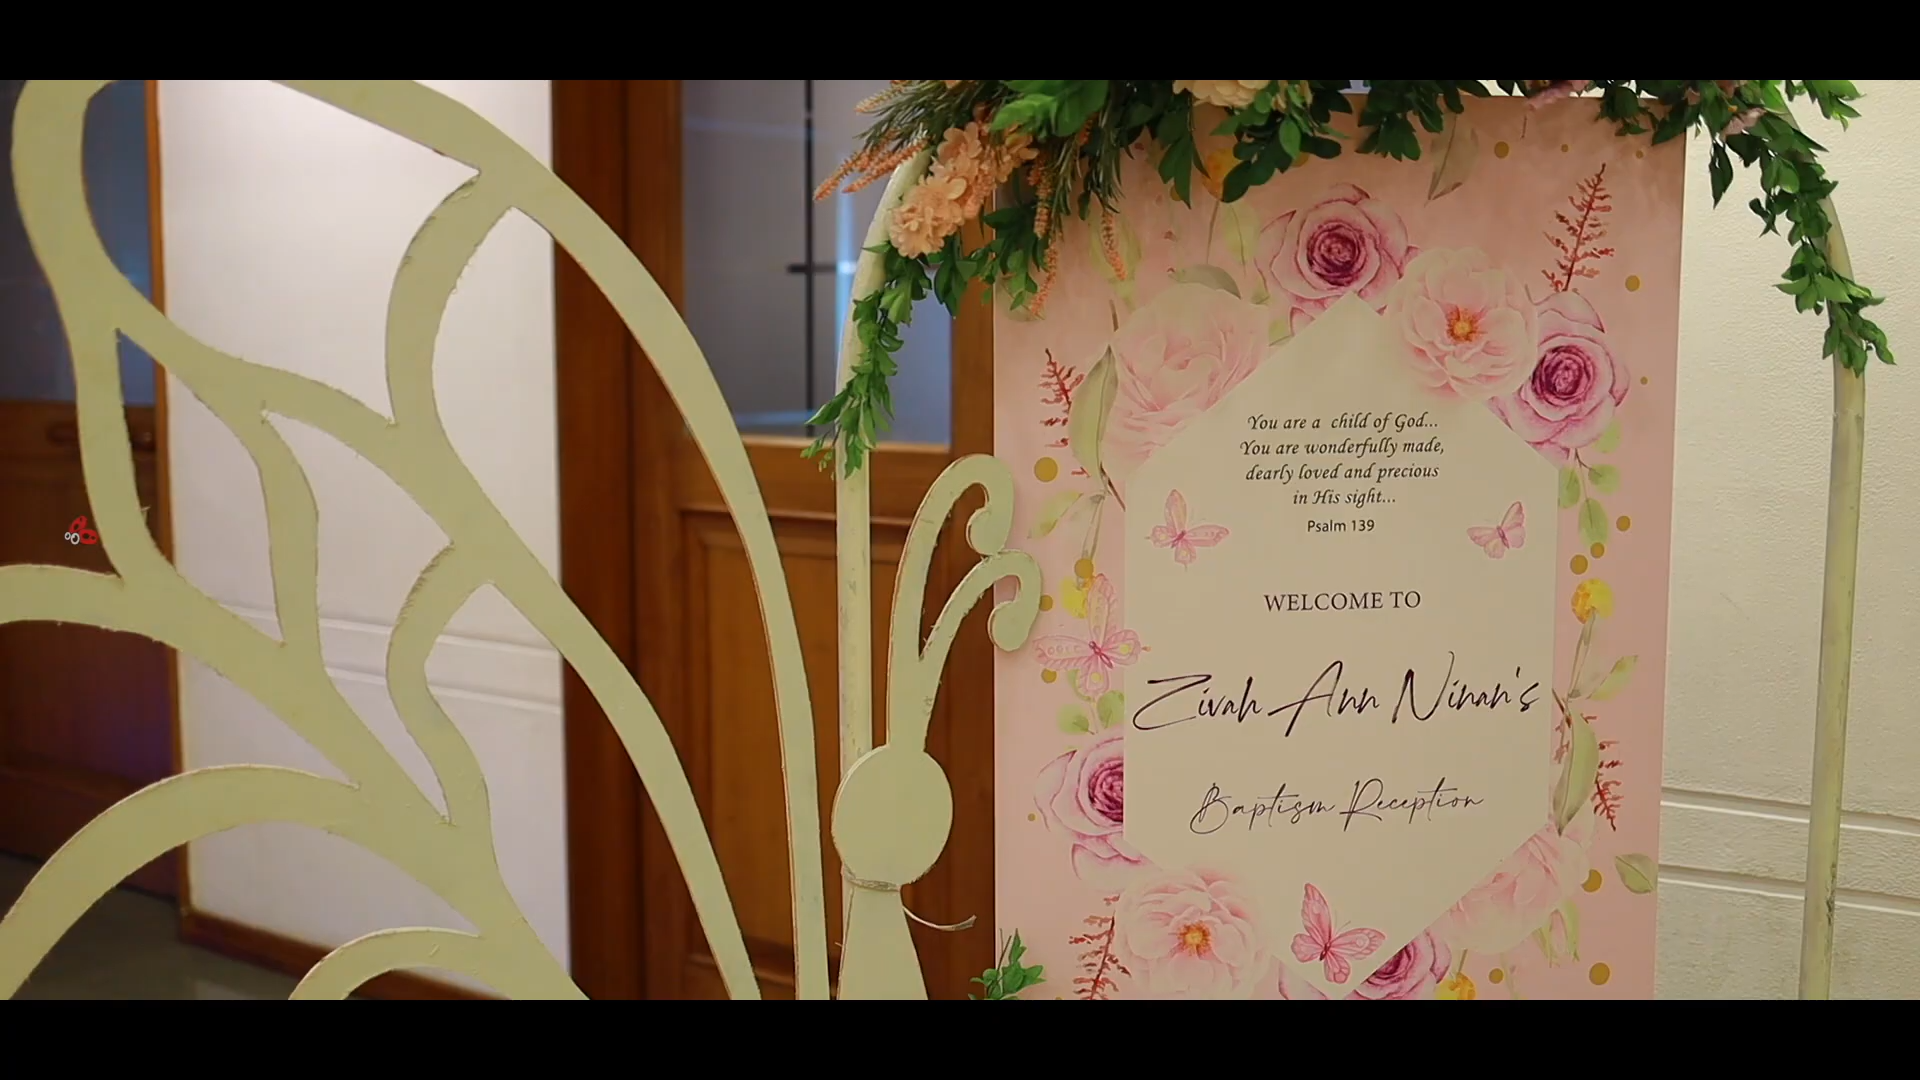 You are a child of God...
You are wonderfully made,
dearly loved and precious
in His sight...
Psalm 139
WELCOME TO
Zivah Ann Ninan's
Baptism Reception